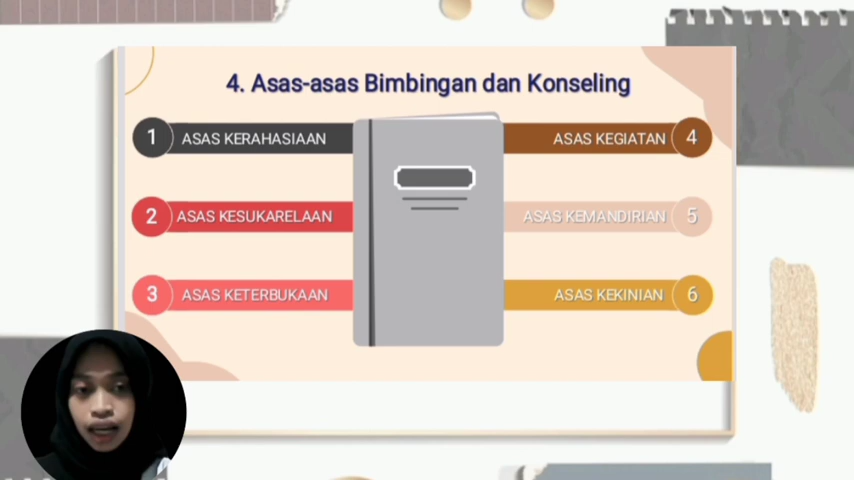 4. Asas-asas Bimbingan dan Konseling
1 ASAS KERAHASIAAN
2 ASAS KESUKARELAAN
3 ASAS KETERBUKAAN
ASAS KEGIATAN 4
ASAS KEMANDIRIAN 5
ASAS KEKINIAN 6